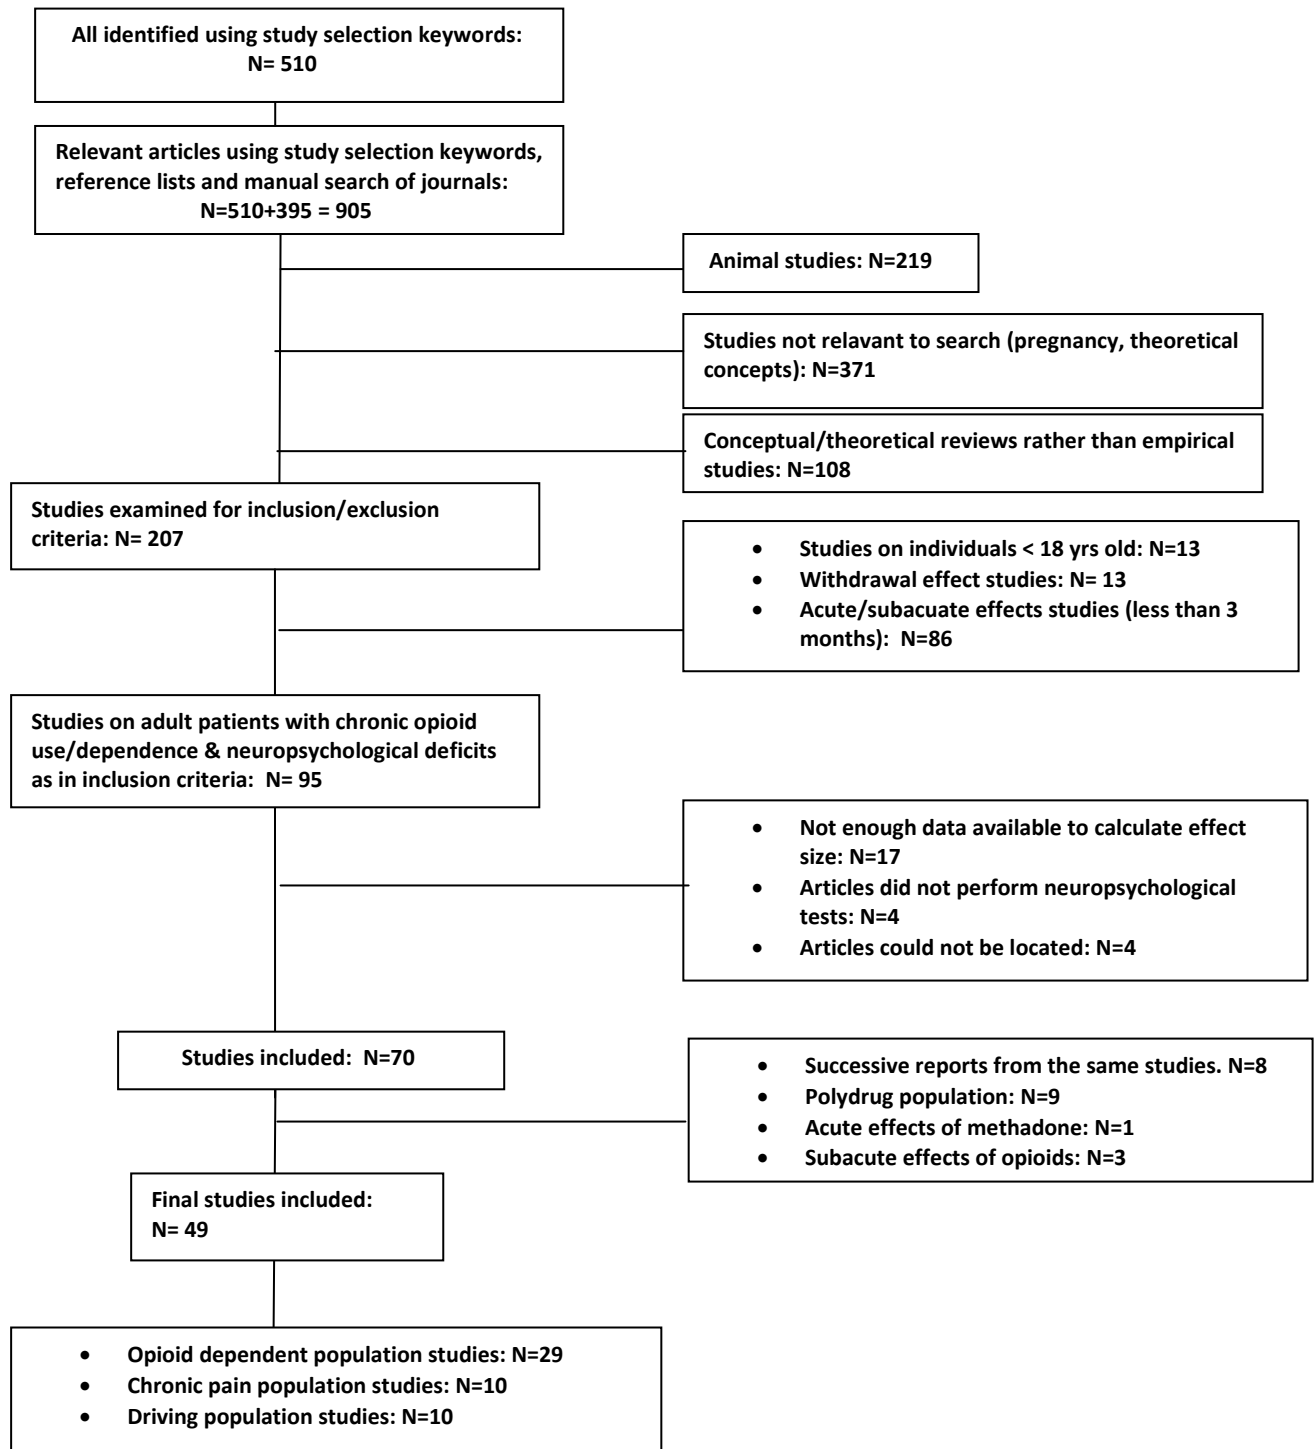 All identified using study selection keywords:
N= 510
Relevant articles using study selection keywords,
reference lists and manual search of journals:
N=510+395 = 905
Animal studies: N=219
Studies not relavant to search (pregnancy, theoretical
concepts): N=371
Conceptual/theoretical reviews rather than empirical
studies: N=108
Studies examined for inclusion/exclusion
criteria: N= 207
• Studies on individuals < 18 yrs old: N=13
• Withdrawal effect studies: N= 13
• Acute/subacuate effects studies (less than 3
months): N=86
Studies on adult patients with chronic opioid
use/dependence & neuropsychological deficits
as in inclusion criteria: N= 95
• Not enough data available to calculate effect
size: N=17
• Articles did not perform neuropsychological
tests: N=4
• Articles could not be located: N=4
Studies included: N=70
• Successive reports from the same studies. N=8
• Polydrug population: N=9
• Acute effects of methadone: N=1
• Subacute effects of opioids: N=3
Final studies included:
N= 49
• Opioid dependent population studies: N=29
• Chronic pain population studies: N=10
• Driving population studies: N=10